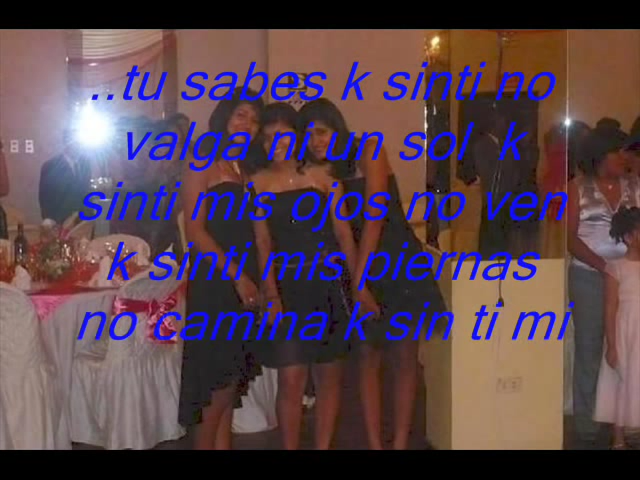 ..tu sabes k sinti no
valga ni un sol k
sinti mis ojos no ven
k sinti mis piernas
no camina k sin ti mi